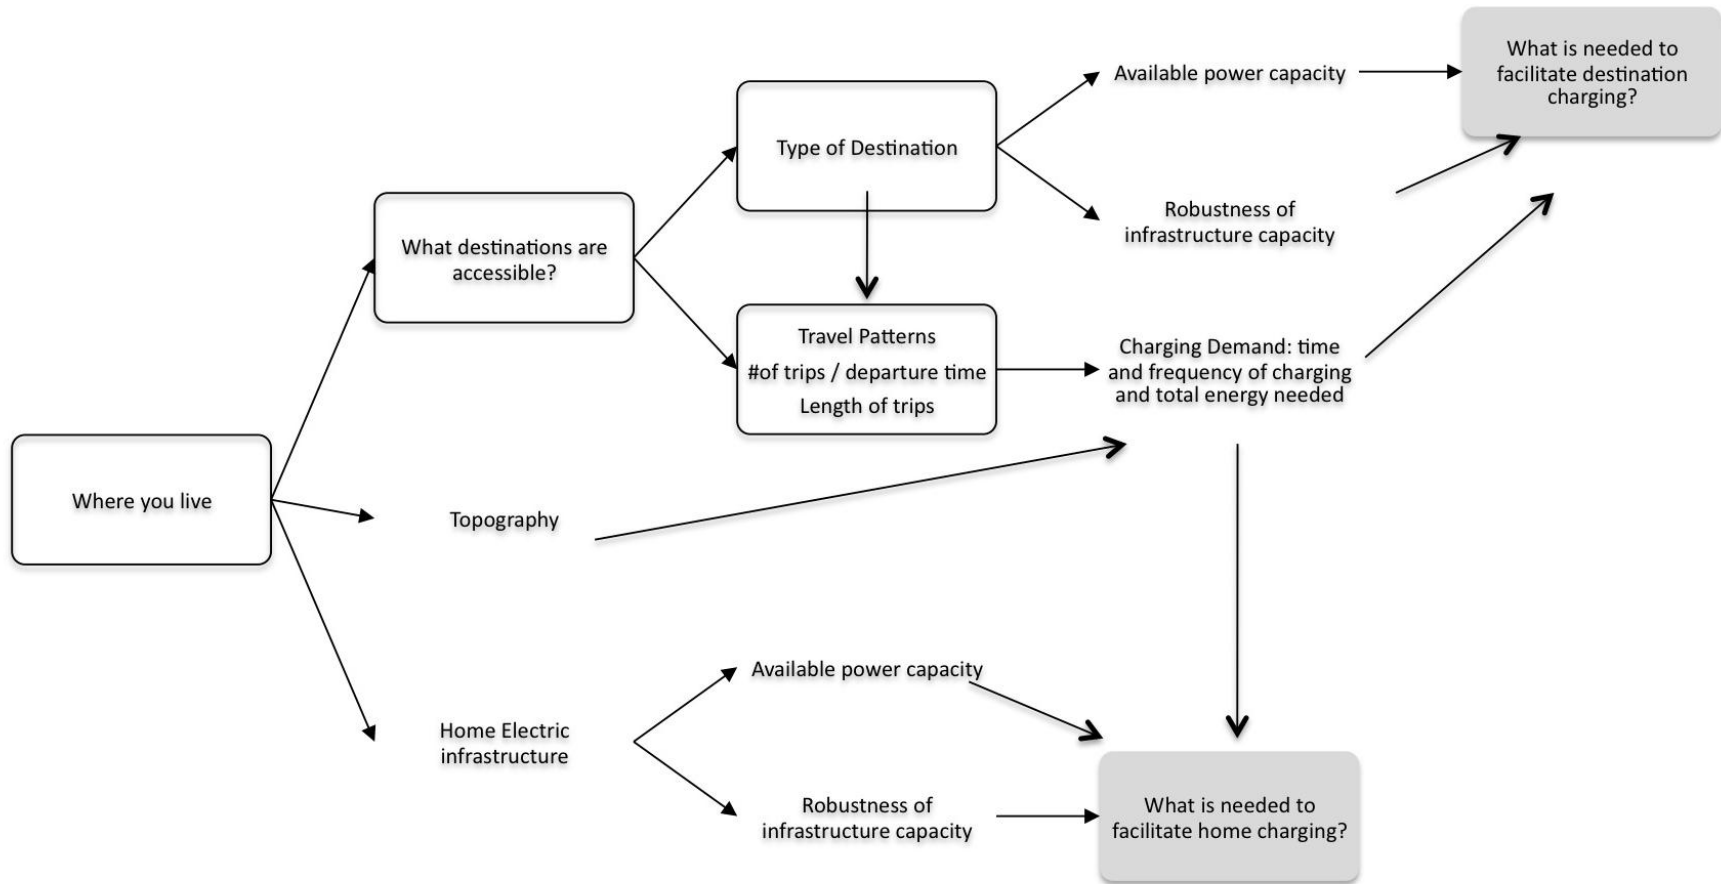 What is needed to
facilitate destination
charging?
Available power capacity
Type of Destination
Robustness of
infrastructure capacity
What destinations are
accessible?
Travel Patterns
#of trips / departure time
Length of trips
Charging Demand: time
and frequency of charging
and total energy needed
Where you live
Topography
Available power capacity
Home Electric
infrastructure
Robustness of
infrastructure capacity
What is needed to
facilitate home charging?